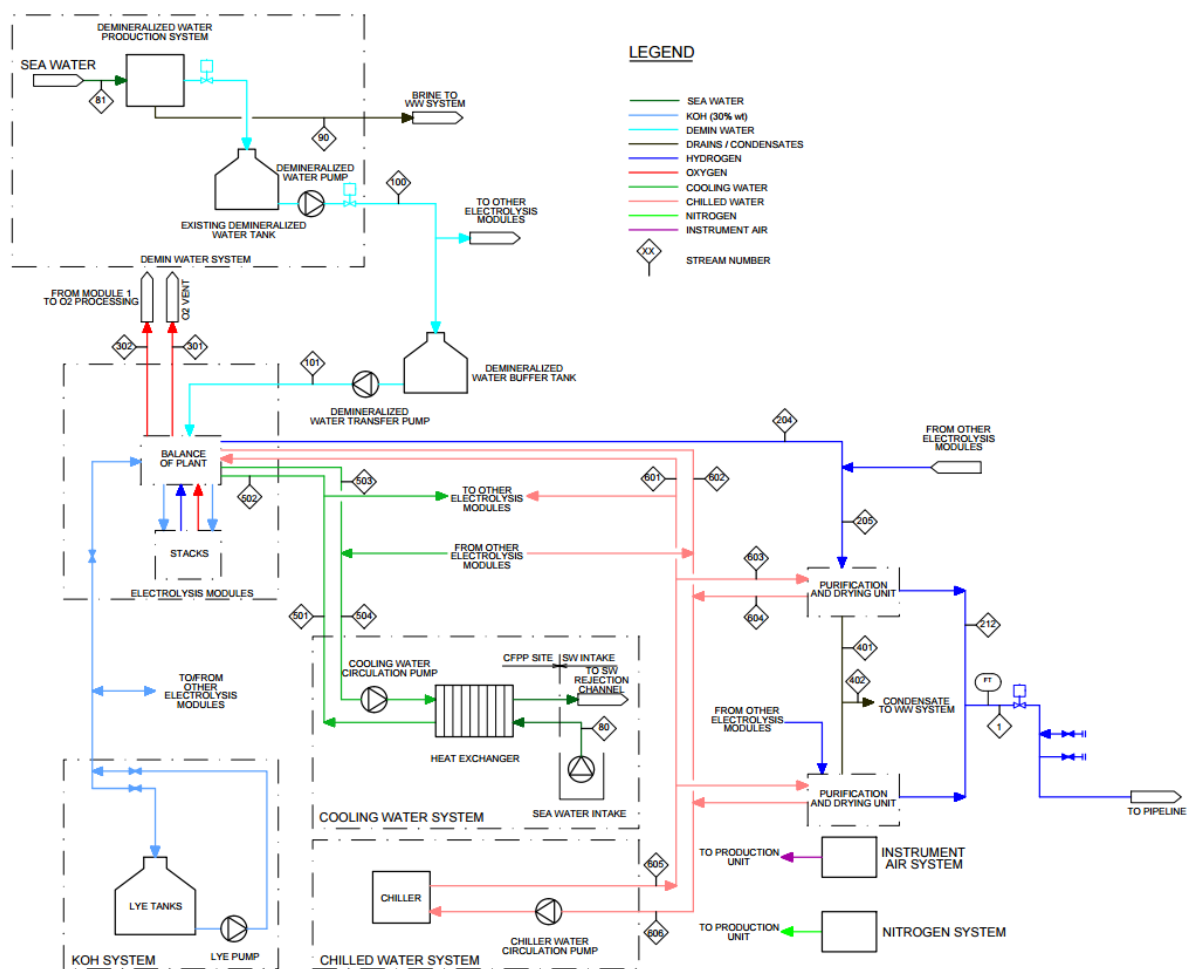 DEMINERALIZED WATER
PRODUCTION SYSTEM
SEA WATER
81
BRINE TO
WW SYSTEM
90
DEMINERALIZED
WATER PUMP
100
EXISTING DEMINERALIZED
WATER TANK
TO OTHER
ELECTROLYSIS
MODULES
DEMIN WATER SYSTEM
LEGEND
SEA WATER
KOH (30% wt)
DEMIN WATER
DRAINS / CONDENSATES
HYDROGEN
OXYGEN
COOLING WATER
CHILLED WATER
NITROGEN
INSTRUMENT AIR
XX
STREAM NUMBER
FROM MODULE 1
TO O2 PROCESSING
O2 VENT
302
301
DEMINERALIZED
WATER BUFFER TANK
101
DEMINERALIZED
WATER TRANSFER PUMP
BALANCE
OF PLANT
204
FROM OTHER
ELECTROLYSIS
MODULES
503
502
601
602
TO OTHER
ELECTROLYSIS
MODULES
205
STACKS
FROM OTHER
ELECTROLYSIS
MODULES
603
ELECTROLYSIS MODULES
PURIFICATION
AND DRYING UNIT
604
501
504
212
401
CFPP SITE
SW INTAKE
COOLING WATER
CIRCULATION PUMP
TO SW
REJECTION
CHANNEL
402
FT
TO/FROM
OTHER
ELECTROLYSIS
MODULES
CONDENSATE
TO WW SYSTEM
FROM OTHER
ELECTROLYSIS
MODULES
1
80
HEAT EXCHANGER
PURIFICATION
AND DRYING UNIT
SEA WATER INTAKE
COOLING WATER SYSTEM
TO PIPELINE
TO PRODUCTION
UNIT
INSTRUMENT
AIR SYSTEM
605
CHILLER
LYE TANKS
606
TO PRODUCTION
UNIT
NITROGEN SYSTEM
CHILLER WATER
CIRCULATION PUMP
LYE PUMP
KOH SYSTEM
CHILLED WATER SYSTEM